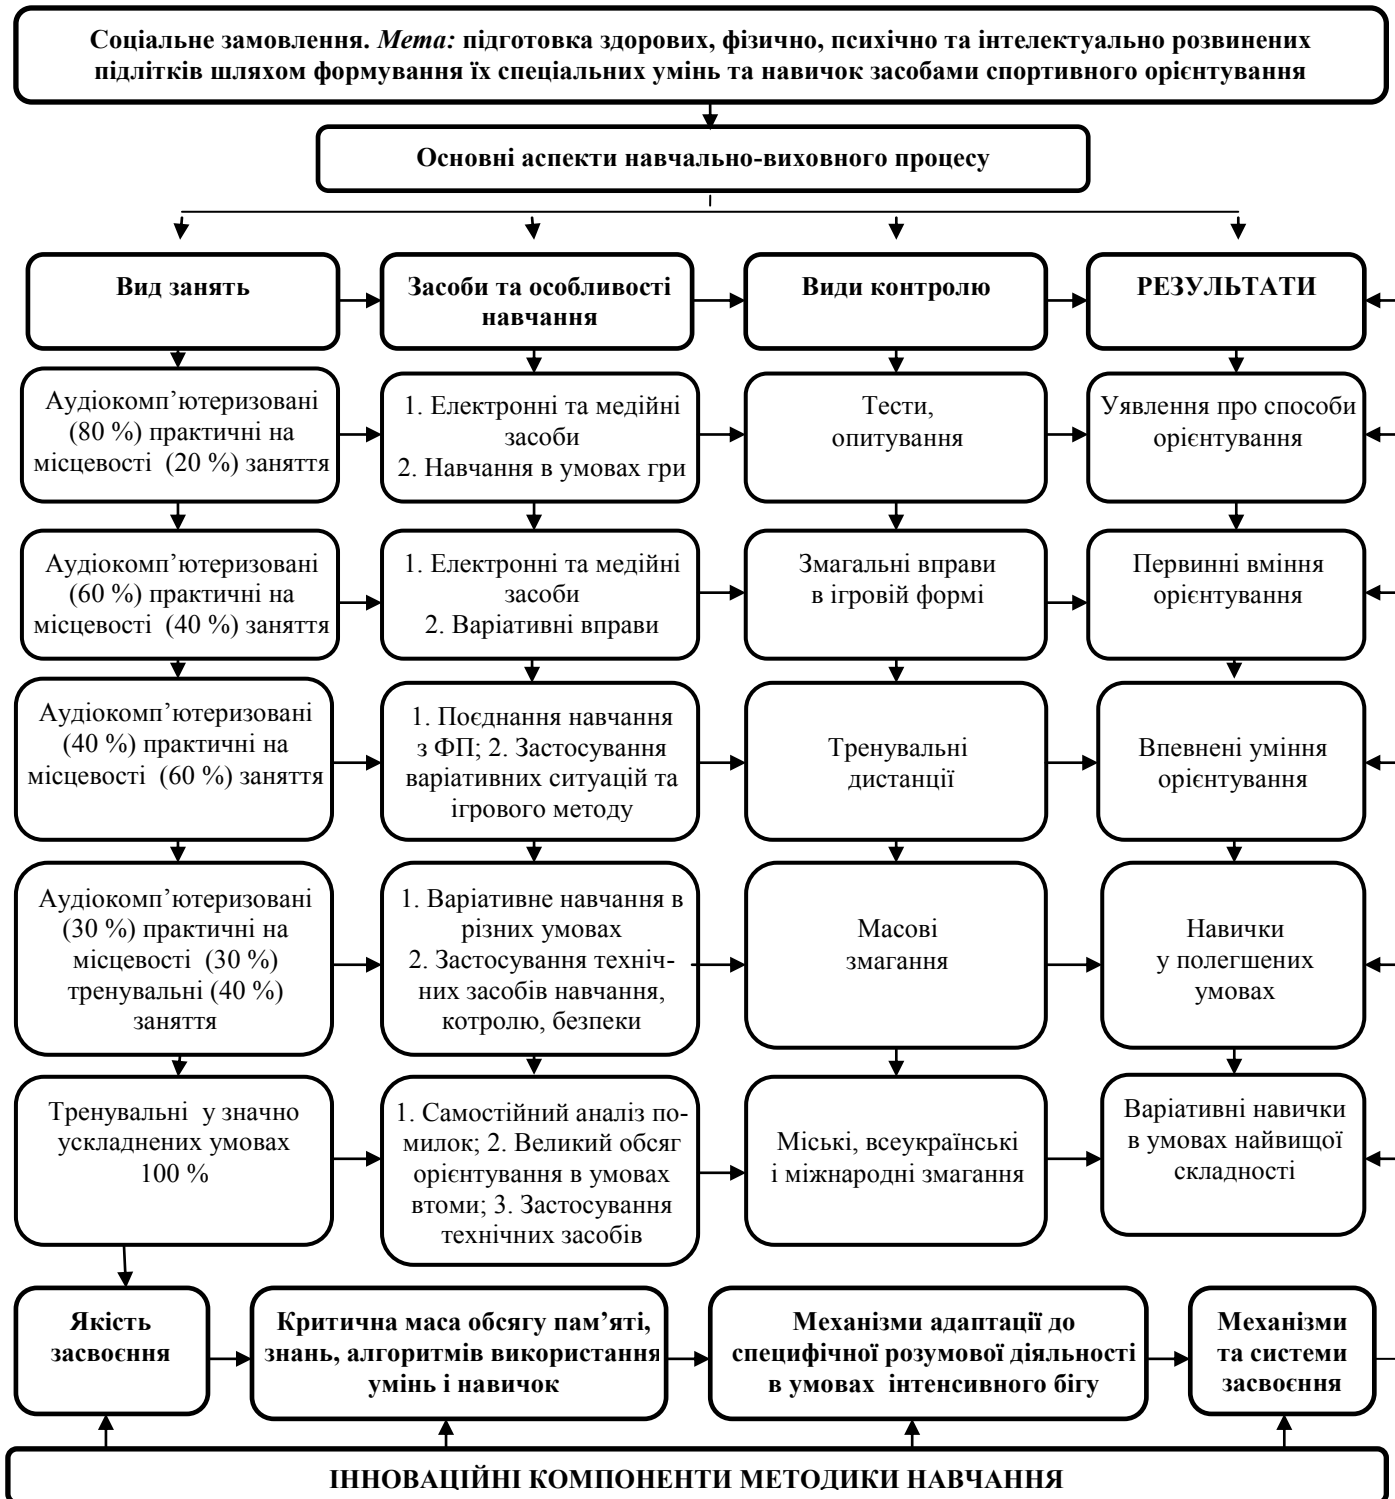 Соціальне замовлення. Мета: підготовка здорових, фізично, психічно та інтелектуально розвинених
підлітків шляхом формування їх спеціальних умінь та навичок засобами спортивного орієнтування
Основні аспекти навчально-виховного процесу
Вид занять
Засоби та особливості
навчання
Види контролю
РЕЗУЛЬТАТИ
Аудіокомп’ютеризовані
(80 %) практичні на
місцевості (20 %) заняття
1. Електронні та медійні
засоби
2. Навчання в умовах гри
Тести,
опитування
Уявлення про способи
орієнтування
Аудіокомп’ютеризовані
(60 %) практичні на
місцевості (40 %) заняття
1. Електронні та медійні
засоби
2. Варіативні вправи
Змагальні вправи
в ігровій формі
Первинні вміння
орієнтування
Аудіокомп’ютеризовані
(40 %) практичні на
місцевості (60 %) заняття
1. Поєднання навчання
з ФП; 2. Застосування
варіативних ситуацій та
ігрового методу
Тренувальні
дистанції
Впевнені уміння
орієнтування
Аудіокомп’ютеризовані
(30 %) практичні на
місцевості (30 %)
тренувальні (40 %)
заняття
1. Варіативне навчання в
різних умовах
2. Застосування техніч-
них засобів навчання,
котролю, безпеки
Масові
змагання
Навички
у полегшених
умовах
Тренувальні у значно
ускладнених умовах
100 %
1. Самостійний аналіз по-
милок; 2. Великий обсяг
орієнтування в умовах
втоми; 3. Застосування
технічних засобів
Міські, всеукраїнські
і міжнародні змагання
Варіативні навички
в умовах найвищої
складності
Якість
засвоєння
Критична маса обсягу пам’яті,
знань, алгоритмів використання
умінь і навичок
Механізми адаптації до
специфічної розумової діяльності
в умовах інтенсивного бігу
Механізми
та системи
засвоєння
ІННОВАЦІЙНІ КОМПОНЕНТИ МЕТОДИКИ НАВЧАННЯ